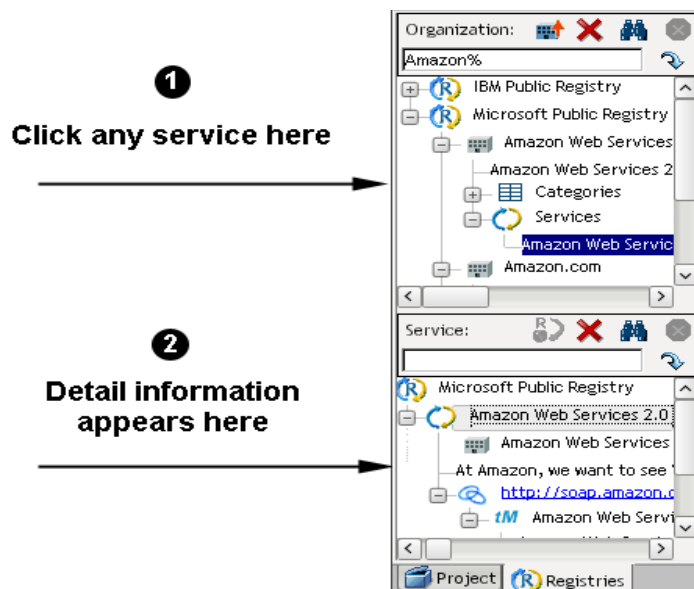 1
Click any service here
2
Detail information
appears here
Organization:
Amazon%
R IBM Public Registry
R Microsoft Public Registry
Amazon Web Services
Amazon Web Services 2
Categories
Services
Amazon Web Servic
Amazon.com
Service: R
R Microsoft Public Registry
Amazon Web Services 2.0
Amazon Web Services
At Amazon, we want to see
http://soap.amazon.c
tM Amazon Web Servi
Project R Registries